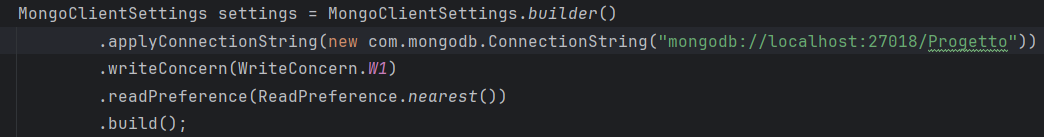 MongoClientSettings settings = MongoClientSettings.builder()
.applyConnectionString(new com.mongodb.ConnectionString("mongodb://localhost:27018/Progetto"))
.writeConcern(WriteConcern.W1)
.readPreference(ReadPreference.nearest())
.build();